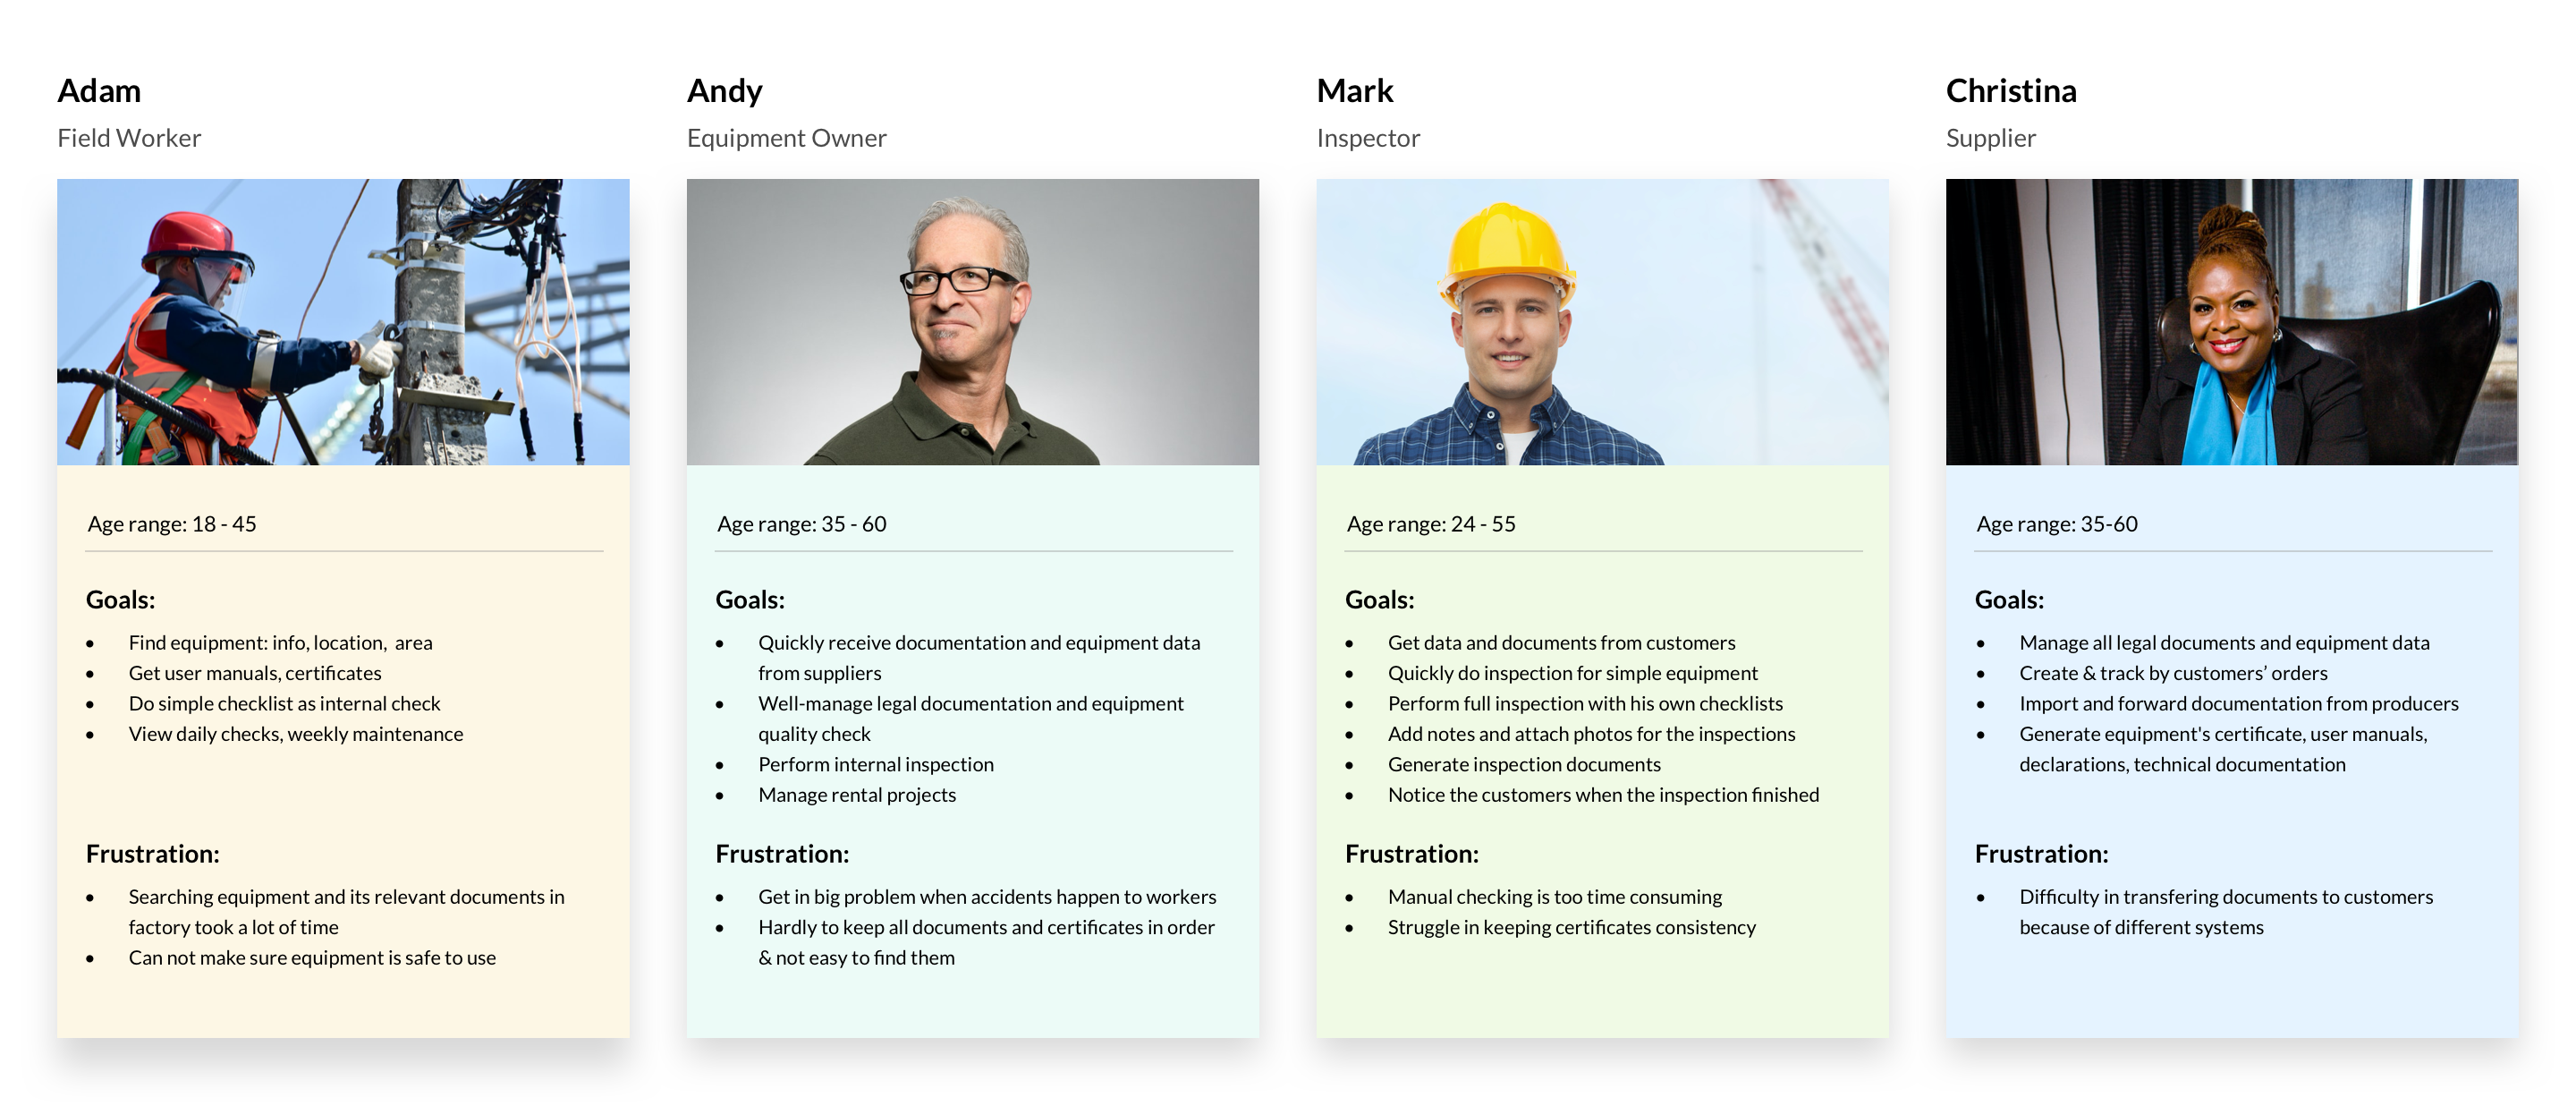 Adam
Field Worker
Age range: 18 - 45
Goals:
• Find equipment: info, location,  area
• Get user manuals, certificates
• Do simple checklist as internal check
• View daily checks, weekly maintenance
Frustration:
• Searching equipment and its relevant documents in
factory took a lot of time
• Can not make sure equipment is safe to use
Andy
Equipment Owner
Age range: 35 - 60
Goals:
• Quickly receive documentation and equipment data
from suppliers
• Well-manage legal documentation and equipment
quality check
• Perform internal inspection
• Manage rental projects
Frustration:
• Get in big problem when accidents happen to workers
• Hardly to keep all documents and certificates in order
& not easy to find them
Mark
Inspector
Age range: 24 - 55
Goals:
• Get data and documents from customers
• Quickly do inspection for simple equipment
• Perform full inspection with his own checklists
• Add notes and attach photos for the inspections
• Generate inspection documents
• Notice the customers when the inspection finished
Frustration:
• Manual checking is too time consuming
• Struggle in keeping certificates consistency
Christina
Supplier
Age range: 35-60
Goals:
• Manage all legal documents and equipment data
• Create & track by customers’ orders
• Import and forward documentation from producers
• Generate equipment's certificate, user manuals,
declarations, technical documentation
Frustration:
• Difficulty in transfering documents to customers
because of different systems